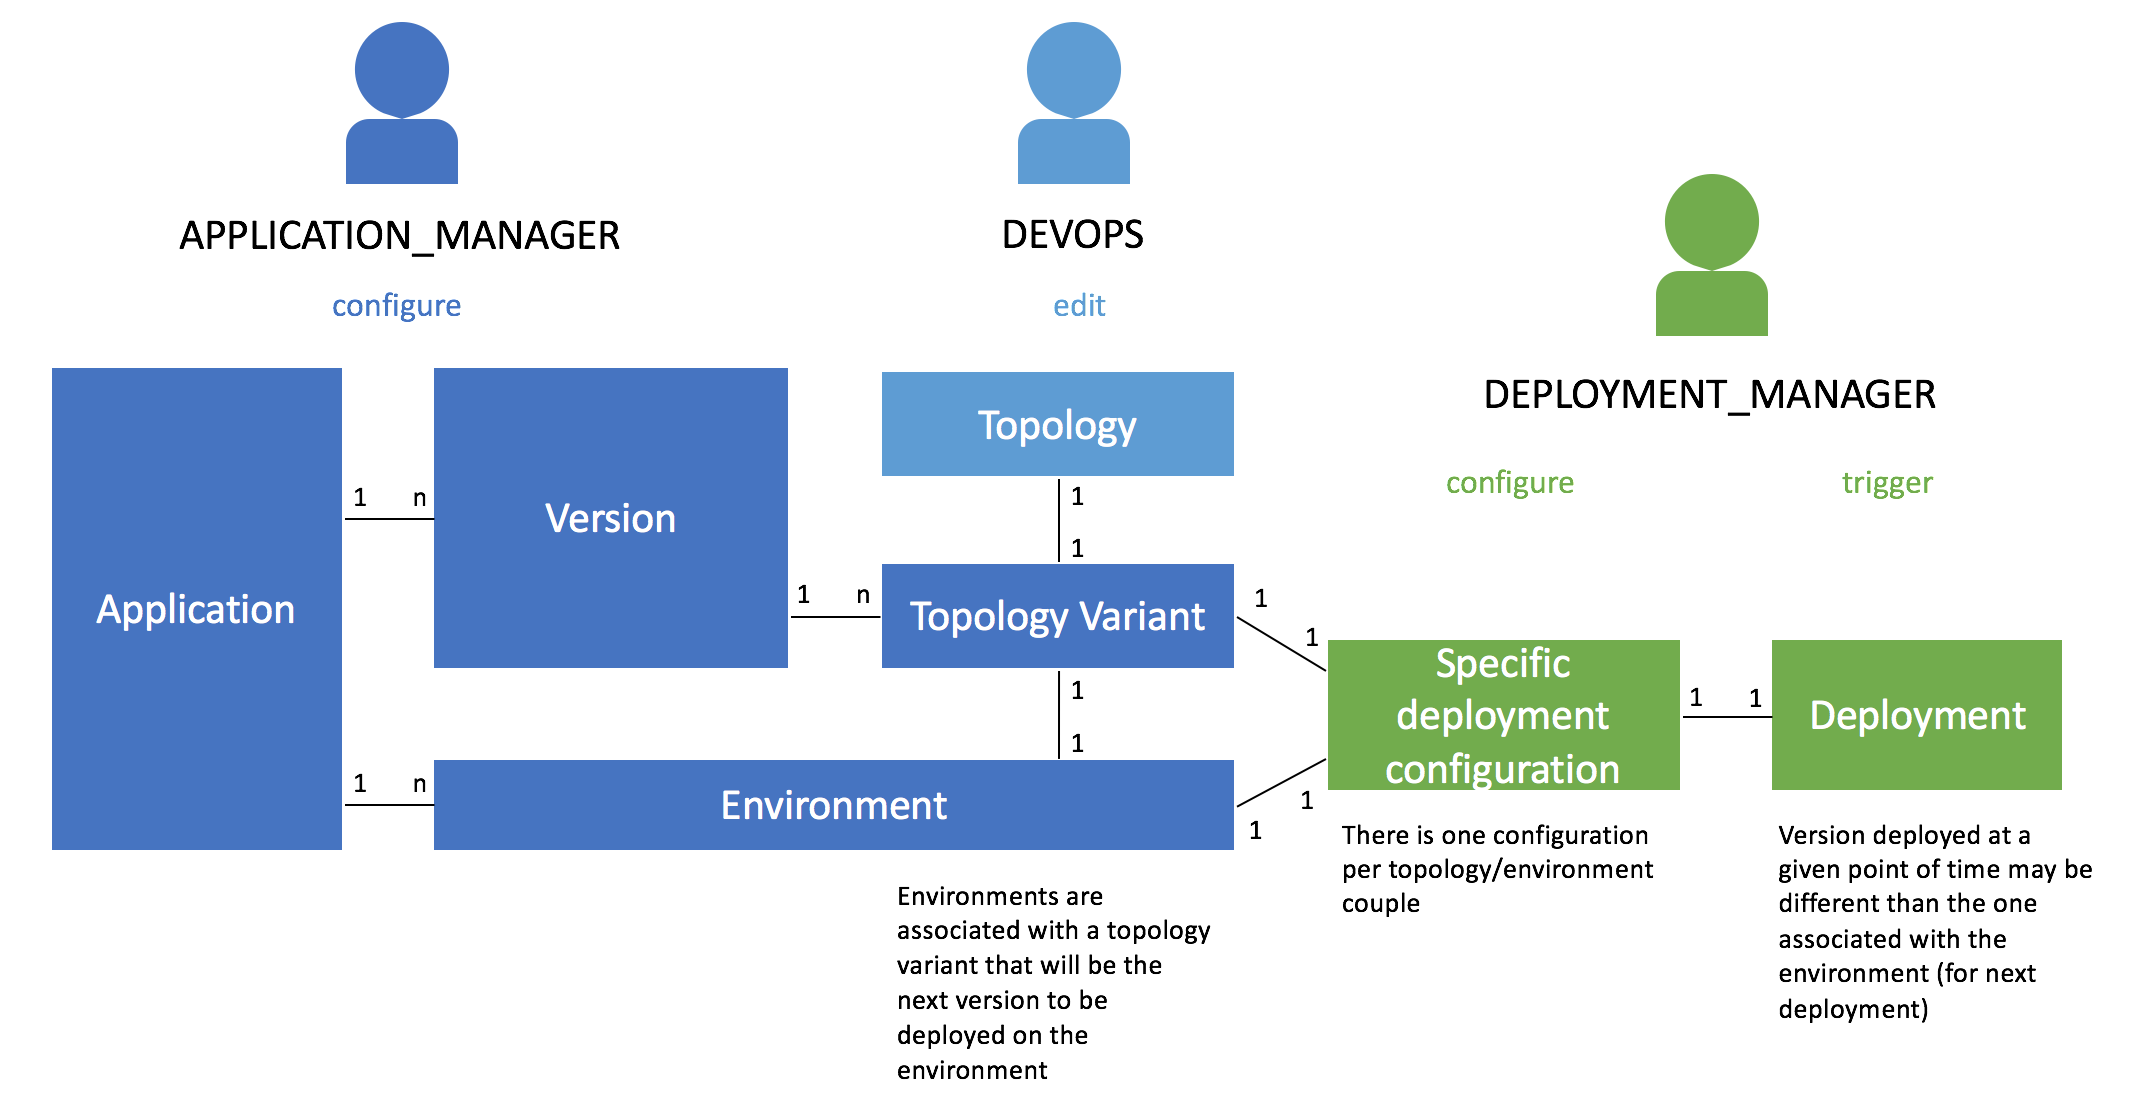 APPLICATION_MANAGER
configure
DEVOPS
edit
DEPLOYMENT_MANAGER
configure
trigger
Application
1 n
Version
1 n
Topology
1
1
Topology Variant
1
1
1 n
Environment
1
1
1
1
Specific
deployment
configuration
1 1
Deployment
Environments are
associated with a topology
variant that will be the
next version to be
deployed on the
environment
There is one configuration
per topology/environment
couple
Version deployed at a
given point of time may be
different than the one
associated with the
environment (for next
deployment)